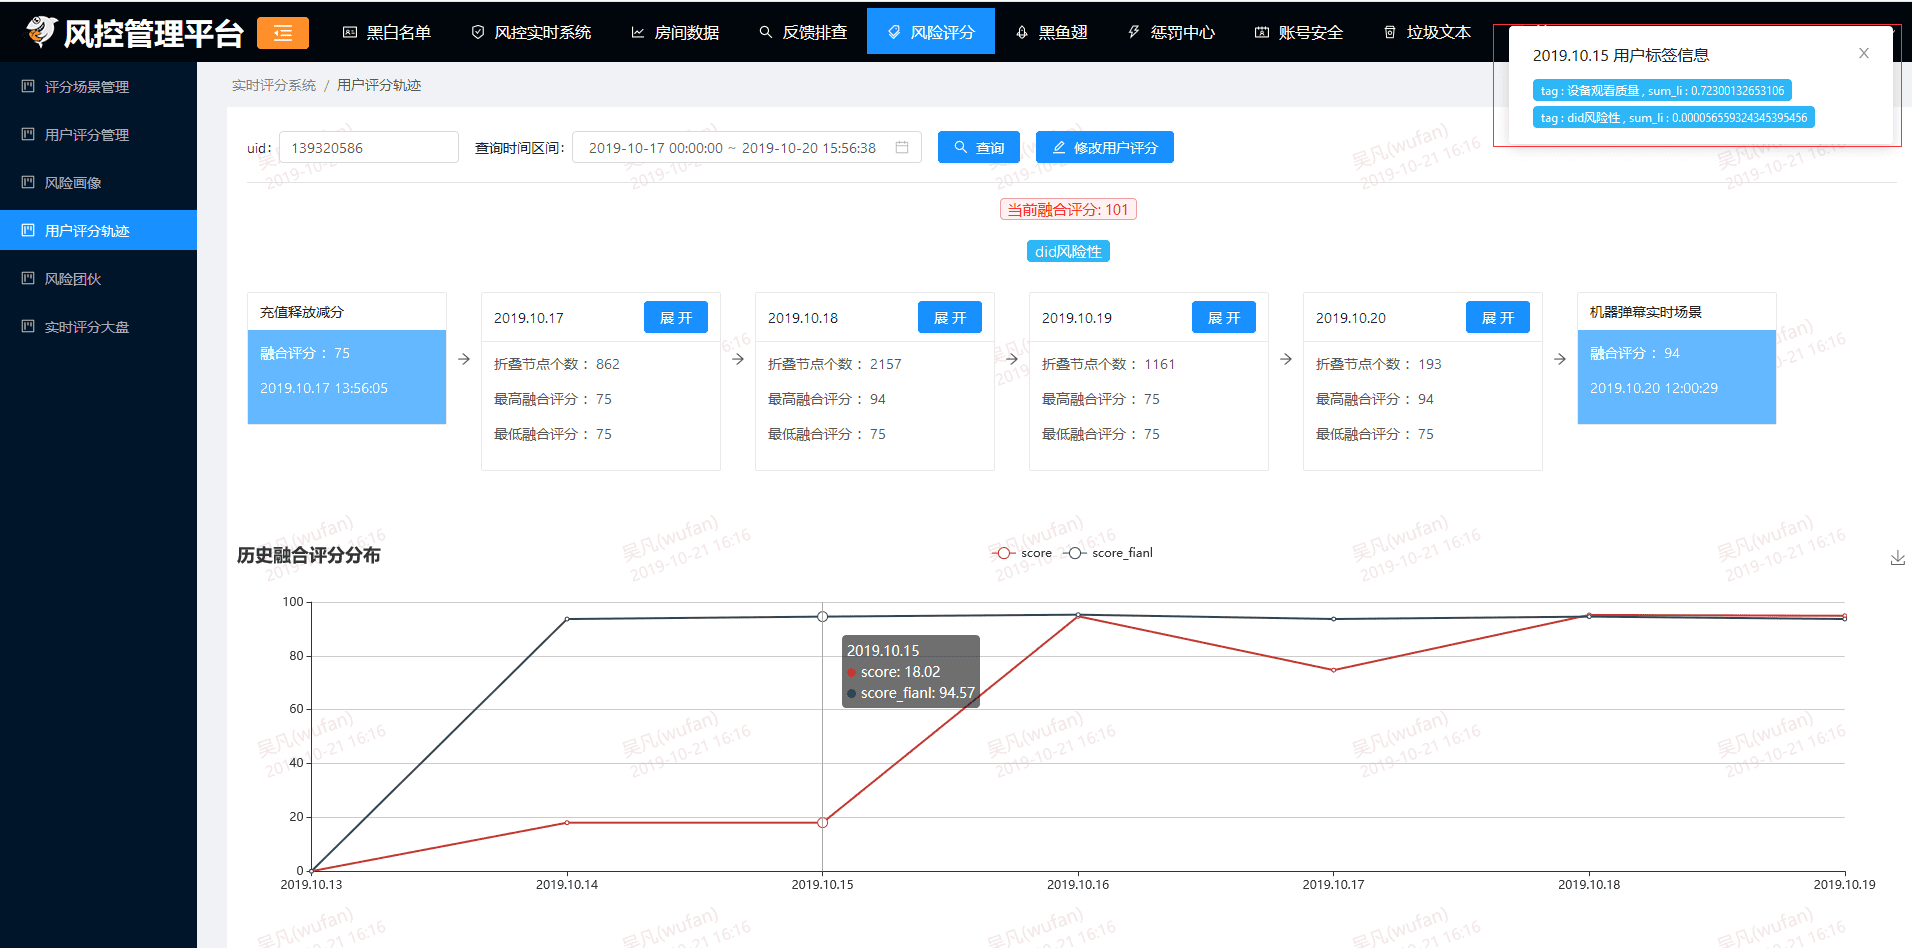 风控管理平台
黑白名单
风控实时系统
房间数据
反馈排查
风险评分
黑鱼翅
惩罚中心
账号安全
垃圾文本
2019.10.15 用户标签信息
tag : 设备观看质量 , sum_li : 0.72300132653106
tag : did风险性 , sum_li : 0.000056559324345395456
评分场景管理
用户评分管理
风险画像
用户评分轨迹
风险团伙
实时评分大盘
实时评分系统 / 用户评分轨迹
uid: 139320586
查询时间区间: 2019-10-17 00:00:00 ~ 2019-10-20 15:56:38
查询
修改用户评分
当前融合评分: 101
did风险性
充值释放减分
融合评分： 75
2019.10.17 13:56:05
2019.10.17
展 开
折叠节点个数： 862
最高融合评分： 75
最低融合评分： 75
2019.10.18
展 开
折叠节点个数： 2157
最高融合评分： 94
最低融合评分： 75
2019.10.19
展 开
折叠节点个数： 1161
最高融合评分： 75
最低融合评分： 75
2019.10.20
展 开
折叠节点个数： 193
最高融合评分： 94
最低融合评分： 75
机器弹幕实时场景
融合评分： 94
2019.10.20 12:00:29
历史融合评分分布
score
score_fianl
100
80
60
40
20
0
2019.10.15
score: 18.02
score_fianl: 94.57
2019.10.13
2019.10.14
2019.10.15
2019.10.16
2019.10.17
2019.10.18
2019.10.19
吴凡(wufan)
2019-10-21 16:16